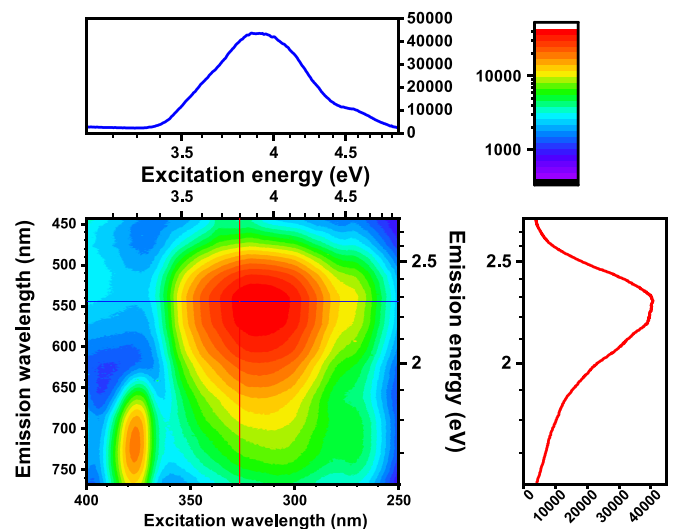 50000
40000
30000
20000
10000
0
3.5 4 4.5
Excitation energy (eV)
10000
1000
3.5 4 4.5
450
500
550
600
650
700
750
Emission wavelength (nm)
2.5
2
Emission energy (eV)
400 350 300 250
Excitation wavelength (nm)
2.5
2
0 10000 20000 30000 40000